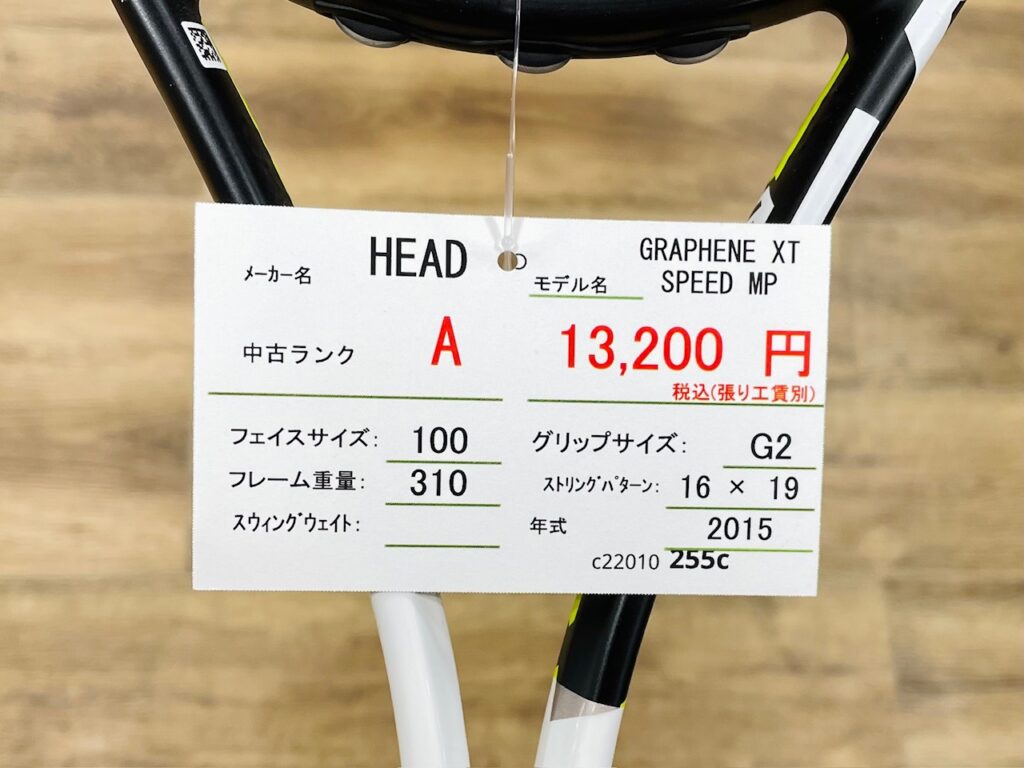 メーカー名 HEAD モデル名 GRAPHENE XT
SPEED MP
中古ランク A 13,200 円
税込(張り工賃別)
フェイスサイズ: 100 グリップサイズ: G2
フレーム重量: 310 ストリングパターン: 16 × 19
スウィングウェイト: 年式 2015
c22010 255c